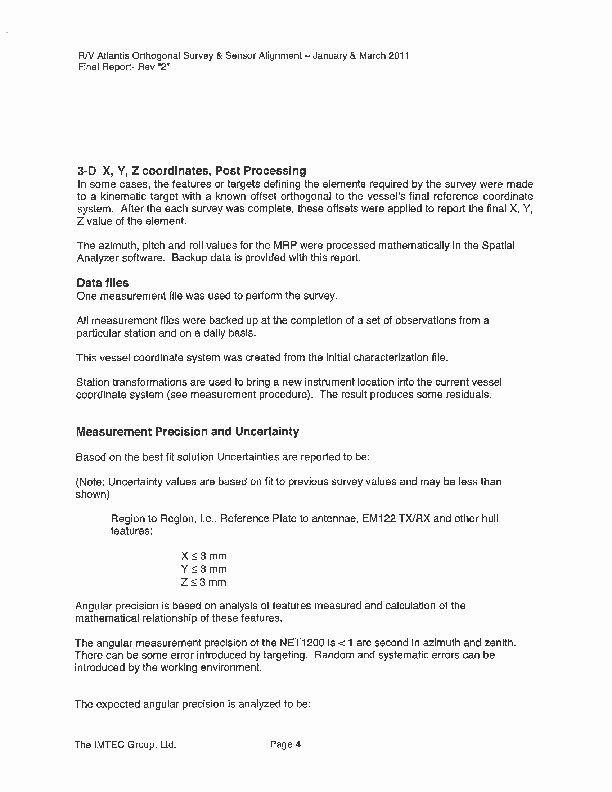 R/V Atlantis Orthogonal Survey & Sensor Alignment – January & March 2011
Final Report- Rev "2"
3-D X, Y, Z coordinates, Post Processing
In some cases, the features or targets defining the elements required by the survey were made
to a kinematic target with a known offset orthogonal to the vessel's final reference coordinate
system. After the each survey was complete, these offsets were applied to report the final X, Y,
Z value of the element.
The azimuth, pitch and roll values for the MRP were processed mathematically in the Spatial
Analyzer software. Backup data is provided with this report.
Data files
One measurement file was used to perform the survey.
All measurement files were backed up at the completion of a set of observations from a
particular station and on a daily basis.
This vessel coordinate system was created from the initial characterization file.
Station transformations are used to bring a new instrument location into the current vessel
coordinate system (see measurement procedure). The result produces some residuals.
Measurement Precision and Uncertainty
Based on the best fit solution Uncertainties are reported to be:
(Note: Uncertainty values are based on fit to previous survey values and may be less than
shown)
Region to Region, i.e., Reference Plate to antennae, EM122 TX/RX and other hull
features:
X ≤ 3 mm
Y ≤ 3 mm
Z ≤ 3 mm
Angular precision is based on analysis of features measured and calculation of the
mathematical relationship of these features.
The angular measurement precision of the NET1200 is < 1 arc second in azimuth and zenith.
There can be some error introduced by targeting. Random and systematic errors can be
introduced by the working environment.
The expected angular precision is analyzed to be:
The IMTEC Group, Ltd. Page 4